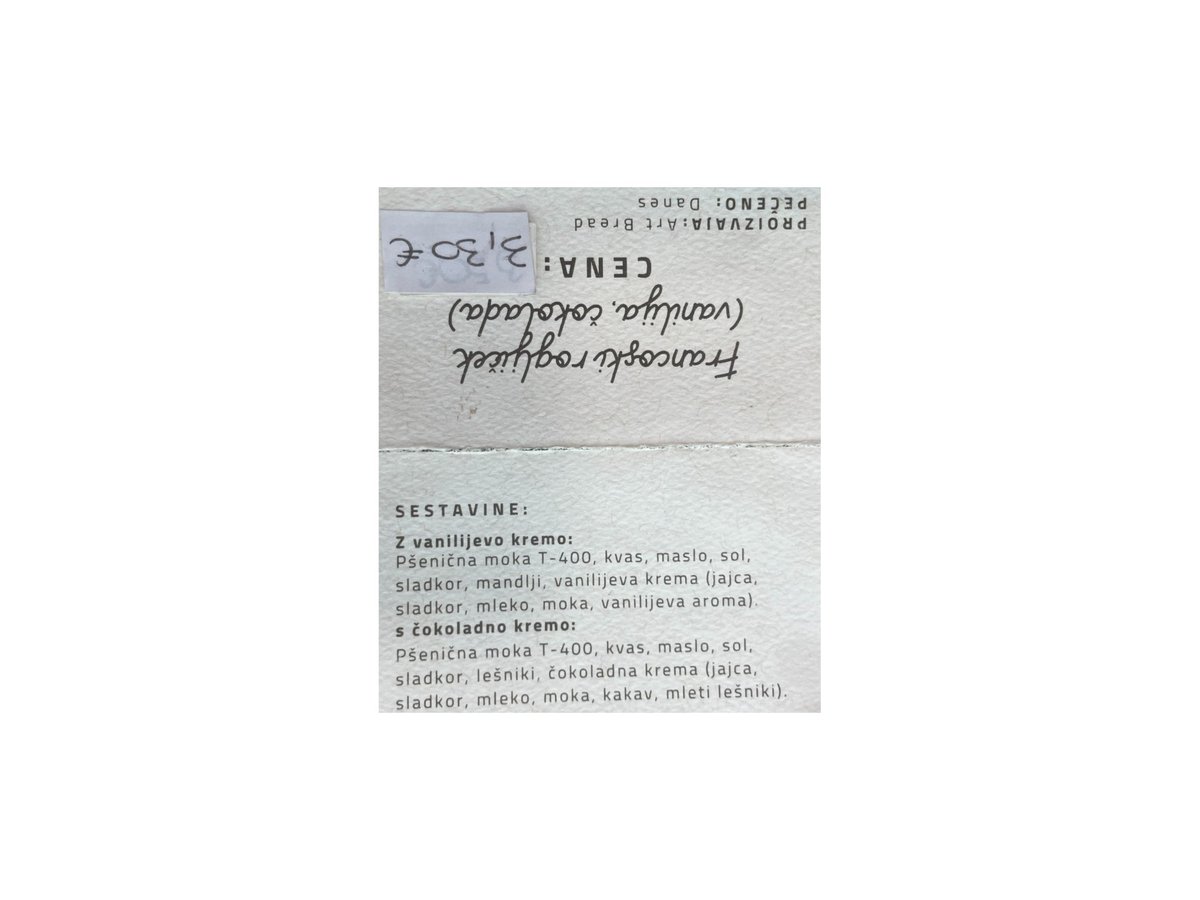 Francoski rogljiček
(vanilija, čokolada)
CENA: 3,30 €
PROIZVAJA: Art Bread
PEČENO: Danes
SESTAVINE:
Z vanilijevo kremo:
Pšenična moka T-400, kvas, maslo, sol,
sladkor, mandlji, vanilijeva krema (jajca,
sladkor, mleko, moka, vanilijeva aroma).
s čokoladno kremo:
Pšenična moka T-400, kvas, maslo, sol,
sladkor, lešniki, čokoladna krema (jajca,
sladkor, mleko, moka, kakav, mleti lešniki).